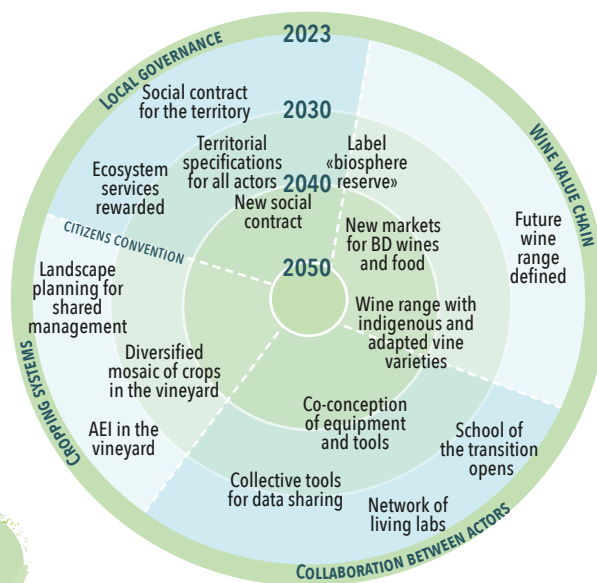 2023
LOCAL GOVERNANCE
Social contract
for the territory
2030
Territorial
specifications
for all actors
Label
«biosphere
reserve»
WINE VALUE CHAIN
Ecosystem
services
rewarded
2040
New social
contract
CITIZENS CONVENTION
New markets
for BD wines
and food
Future
wine
range
defined
2050
Landscape
planning for
shared
management
Wine range with
indigenous and
adapted vine
varieties
Diversified
mosaic of crops
in the vineyard
CROPPING SYSTEMS
AEI in the
vineyard
Co-conception
of equipment
and tools
School of
the transition
opens
Collective tools
for data sharing
Network of
living labs
COLLABORATION BETWEEN ACTORS